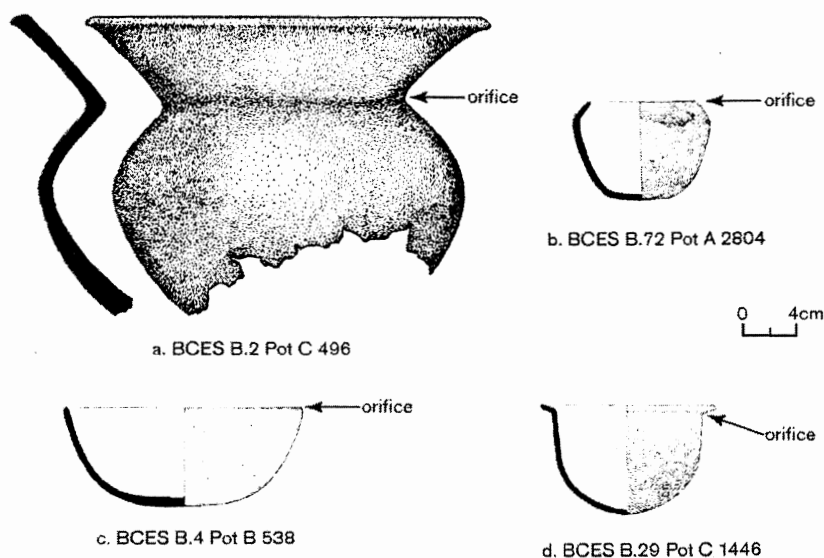 orifice
orifice
b. BCES B.72 Pot A 2804
0 4cm
a. BCES B.2 Pot C 496
orifice
orifice
c. BCES B.4 Pot B 538
d. BCES B.29 Pot C 1446